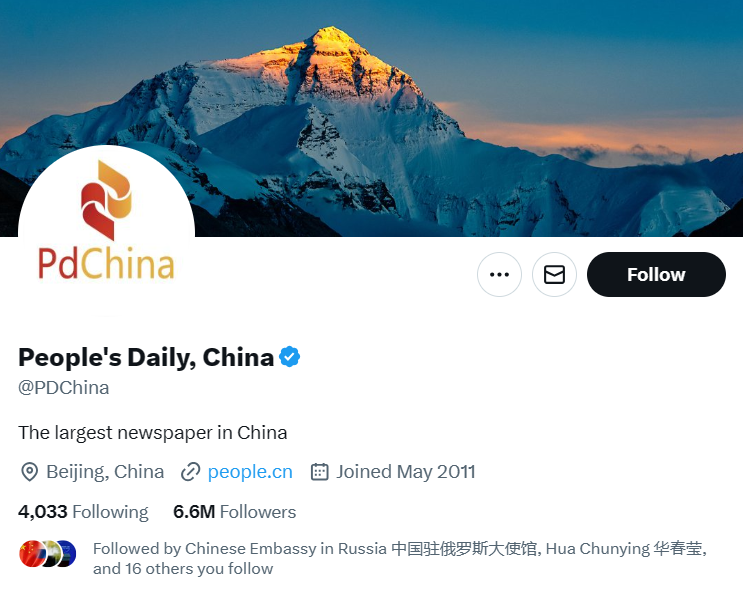 PdChina
Follow
People's Daily, China
@PDChina
The largest newspaper in China
Beijing, China people.cn Joined May 2011
4,033 Following 6.6M Followers
Followed by Chinese Embassy in Russia 中国驻俄罗斯大使馆, Hua Chunying 华春莹,
and 16 others you follow